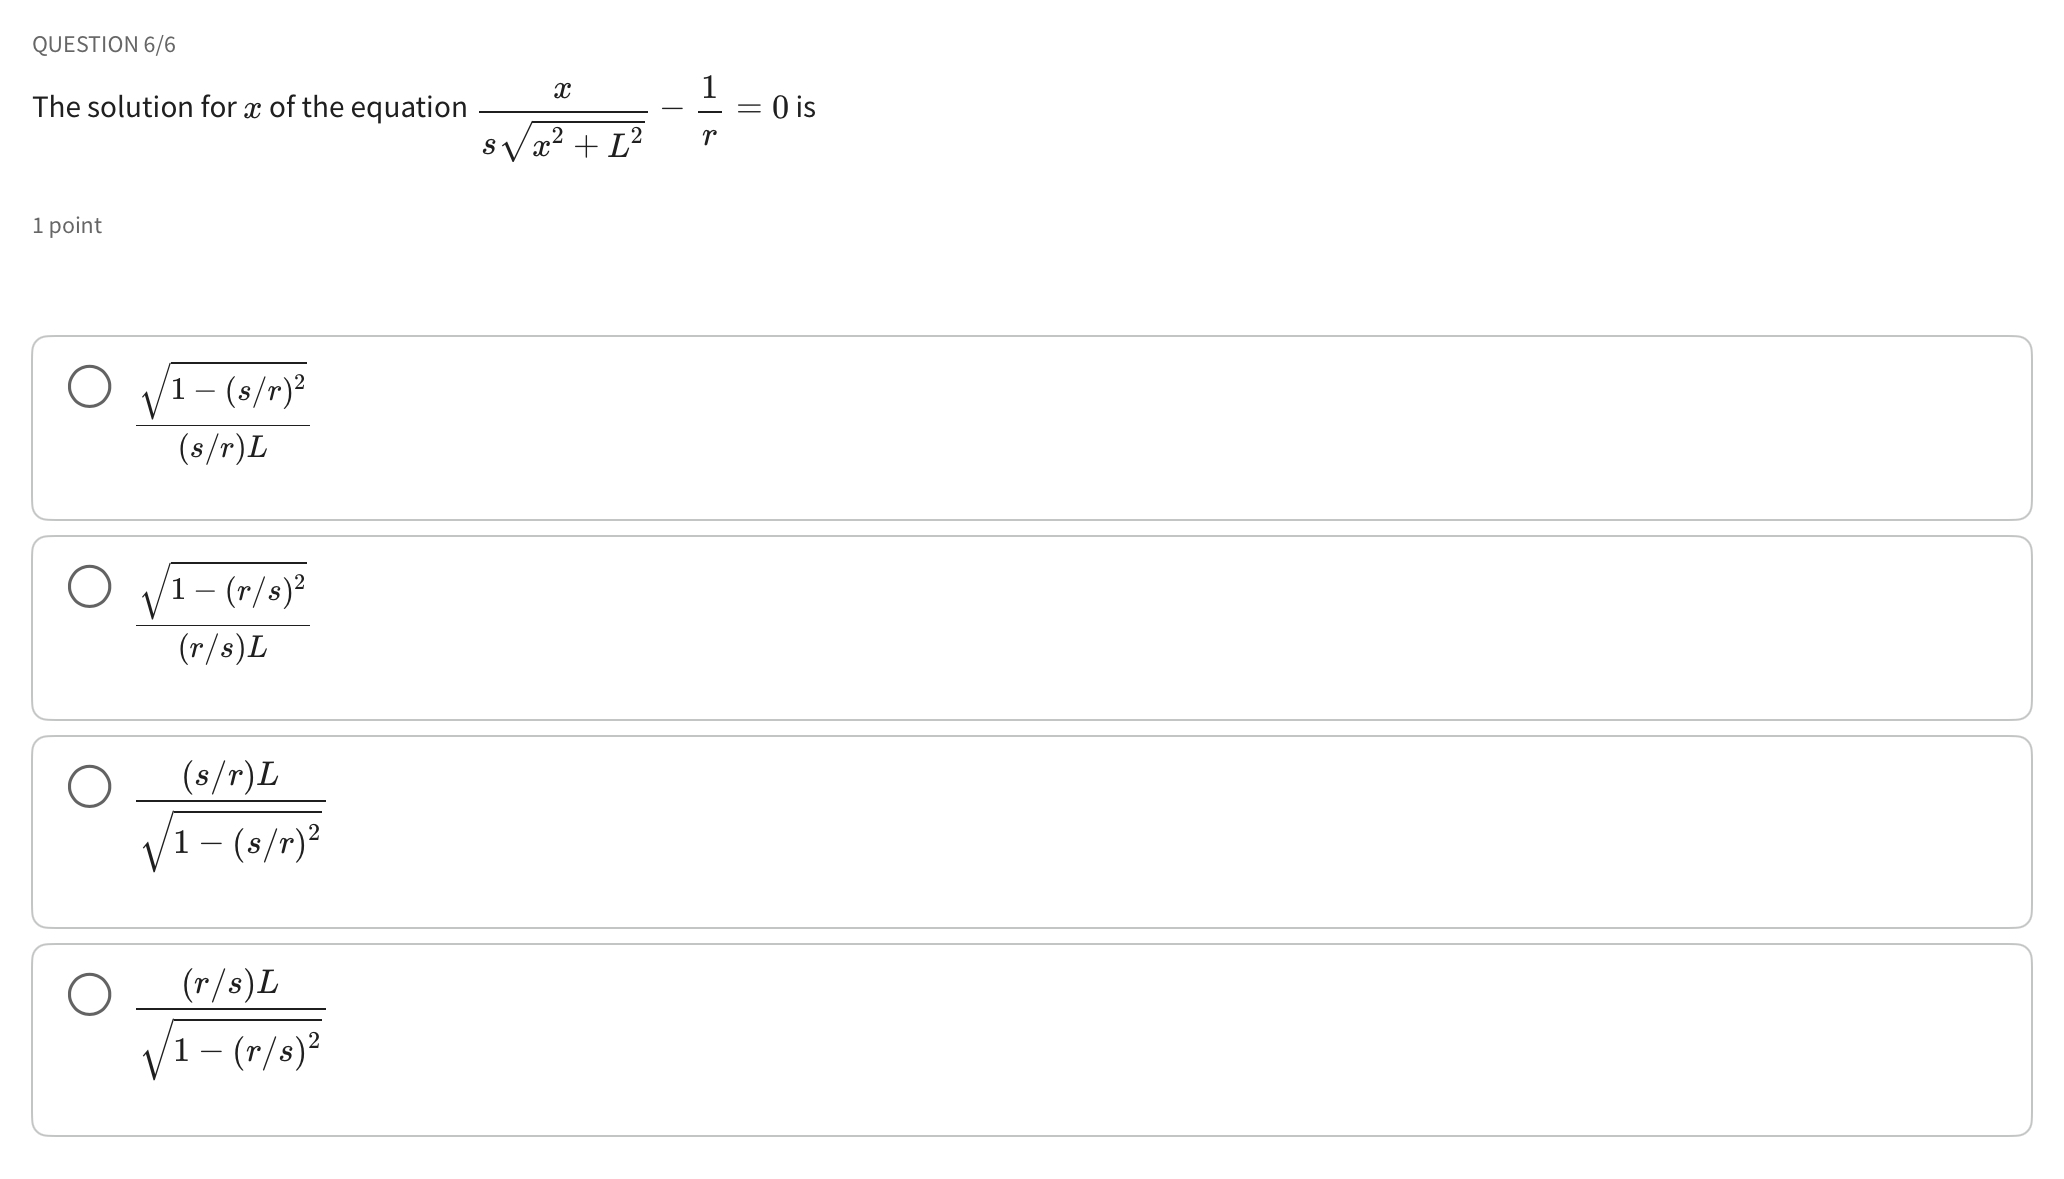 QUESTION 6/6
The solution for $x$ of the equation $\frac{x}{s\sqrt{x^2 + L^2}} - \frac{1}{r} = 0$ is
1 point
$\frac{\sqrt{1 - (s/r)^2}}{(s/r)L}$
$\frac{\sqrt{1 - (r/s)^2}}{(r/s)L}$
$\frac{(s/r)L}{\sqrt{1 - (s/r)^2}}$
$\frac{(r/s)L}{\sqrt{1 - (r/s)^2}}$